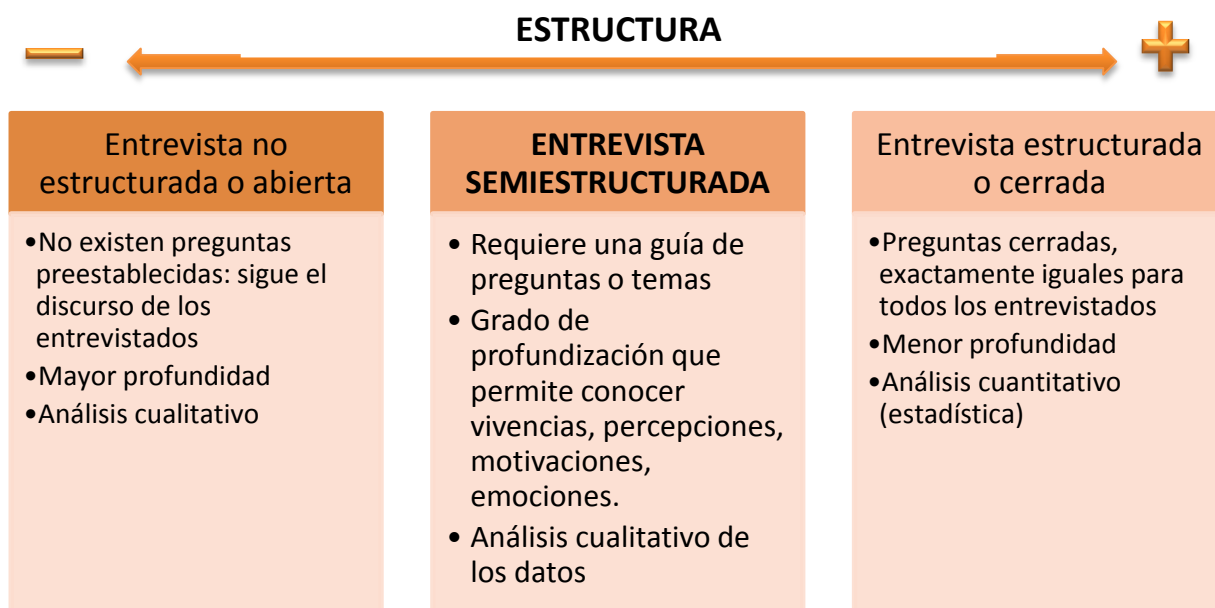 ESTRUCTURA
Entrevista no
estructurada o abierta
•No existen preguntas
preestablecidas: sigue el
discurso de los
entrevistados
•Mayor profundidad
•Análisis cualitativo
ENTREVISTA
SEMIESTRUCTURADA
• Requiere una guía de
preguntas o temas
• Grado de
profundización que
permite conocer
vivencias, percepciones,
motivaciones,
emociones.
• Análisis cualitativo de
los datos
Entrevista estructurada
o cerrada
•Preguntas cerradas,
exactamente iguales para
todos los entrevistados
•Menor profundidad
•Análisis cuantitativo
(estadística)